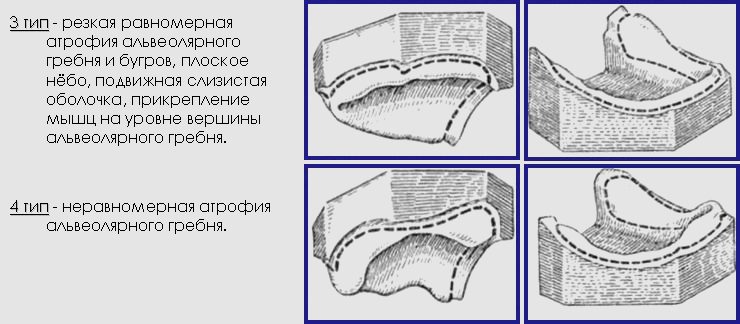 3 тип - резкая равномерная
атрофия альвеолярного
гребня и бугров, плоское
нёбо, подвижная слизистая
оболочка, прикрепление
мышц на уровне вершины
альвеолярного гребня.
4 тип - неравномерная атрофия
альвеолярного гребня.